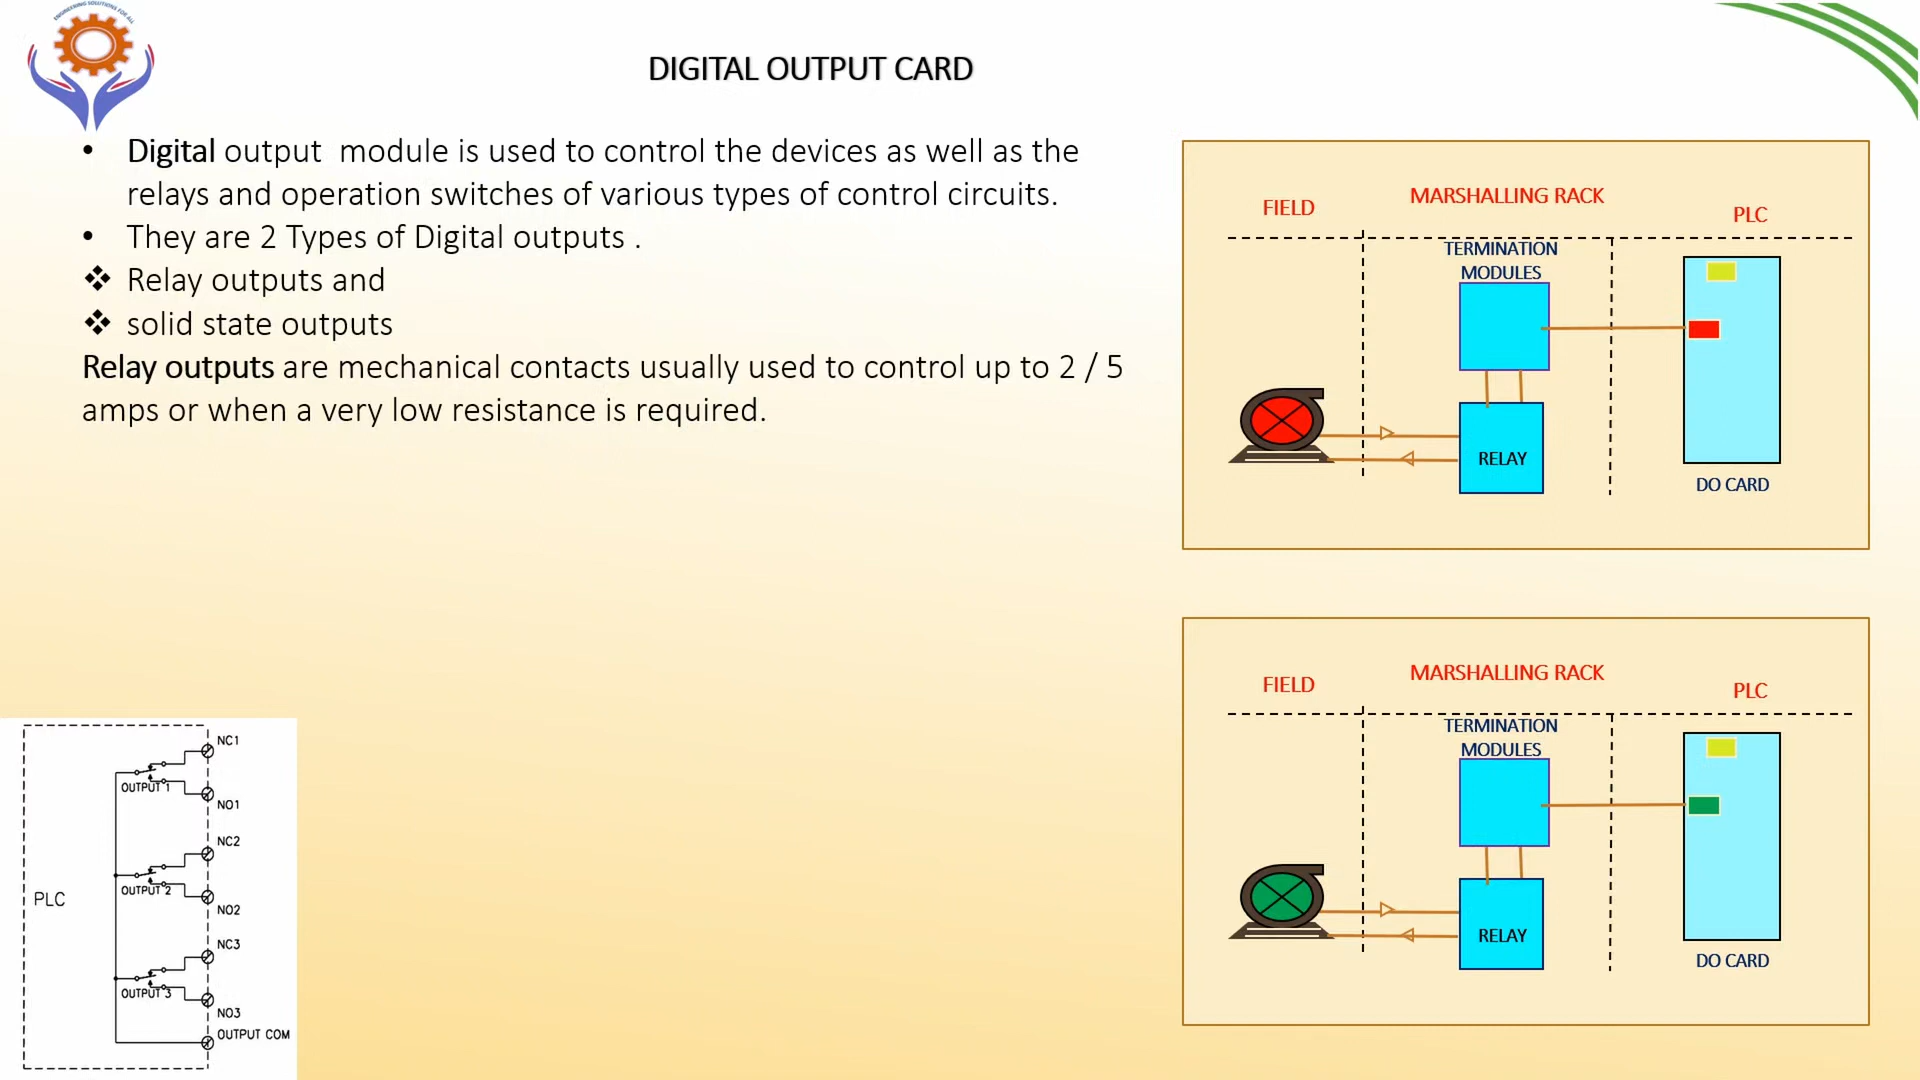 ENGINEERING SOLUTIONS FOR ALL
DIGITAL OUTPUT CARD
• Digital output  module is used to control the devices as well as the
relays and operation switches of various types of control circuits.
• They are 2 Types of Digital outputs .
❖ Relay outputs and
❖ solid state outputs
Relay outputs are mechanical contacts usually used to control up to 2 / 5
amps or when a very low resistance is required.
FIELD
MARSHALLING RACK
PLC
TERMINATION
MODULES
RELAY
DO CARD
FIELD
MARSHALLING RACK
PLC
TERMINATION
MODULES
RELAY
DO CARD
NC1
OUTPUT 1
NO1
NC2
OUTPUT 2
PLC
NO2
NC3
OUTPUT 3
NO3
OUTPUT COM